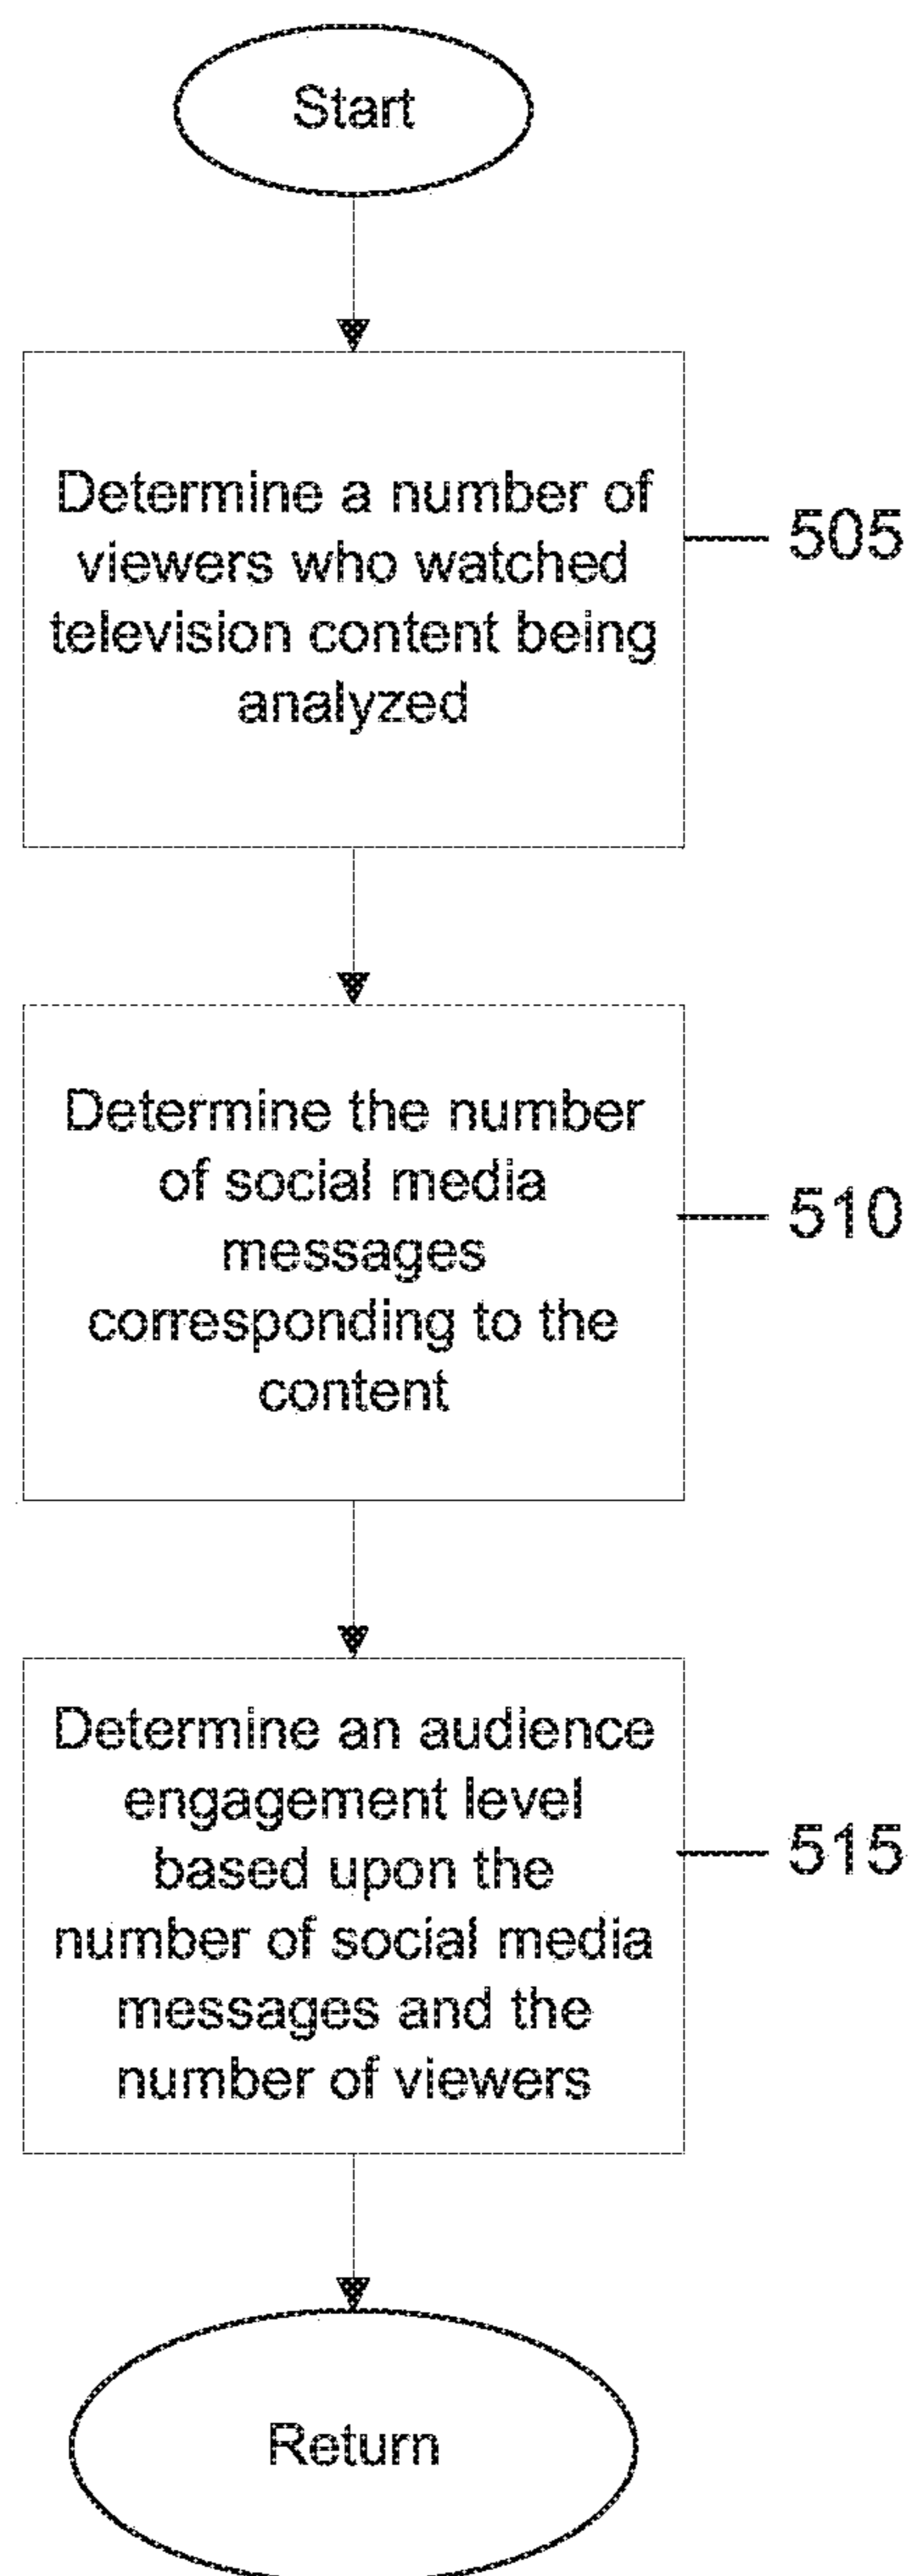 Start
Determine a number of
viewers who watched
television content being
analyzed
505
Determine the number
of social media
messages
corresponding to the
content
510
Determine an audience
engagement level
based upon the
number of social media
messages and the
number of viewers
515
Return